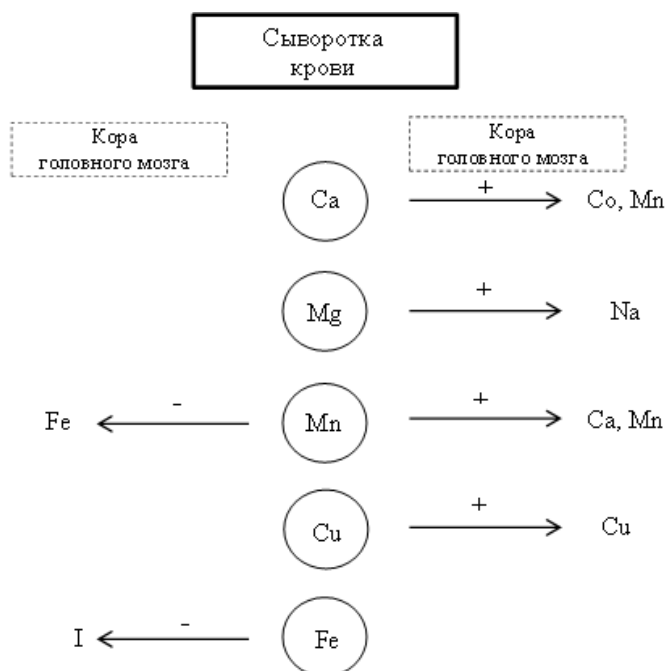 Сыворотка
крови
Кора
головного мозга
Кора
головного мозга
Ca + Co, Mn
Mg + Na
Fe - Mn + Ca, Mn
Cu + Cu
I - Fe